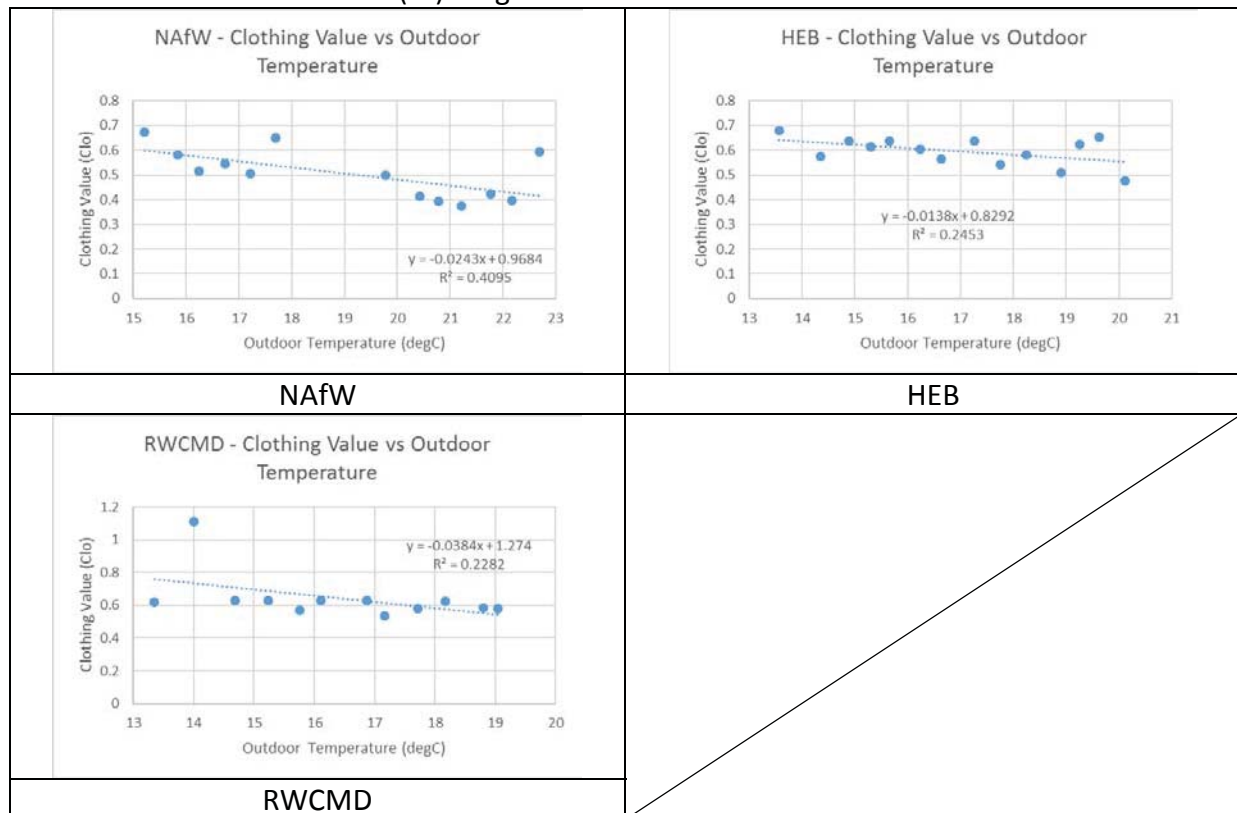 NAfW - Clothing Value vs Outdoor
Temperature
Clothing Value (Clo)
0.8
0.7
0.6
0.5
0.4
0.3
0.2
0.1
0
y = -0.0243x + 0.9684
R² = 0.4095
15 16 17 18 19 20 21 22 23
Outdoor Temperature (degC)
NAfW
HEB - Clothing Value vs Outdoor
Temperature
Clothing Value (Clo)
0.8
0.7
0.6
0.5
0.4
0.3
0.2
0.1
0
y = -0.0138x + 0.8292
R² = 0.2453
13 14 15 16 17 18 19 20 21
Outdoor Temperature (degC)
HEB
RWCMD - Clothing Value vs Outdoor
Temperature
Clothing Value (Clo)
1.2
1
0.8
0.6
0.4
0.2
0
y = -0.0384x + 1.274
R² = 0.2282
13 14 15 16 17 18 19 20
Outdoor Temperature (degC)
RWCMD